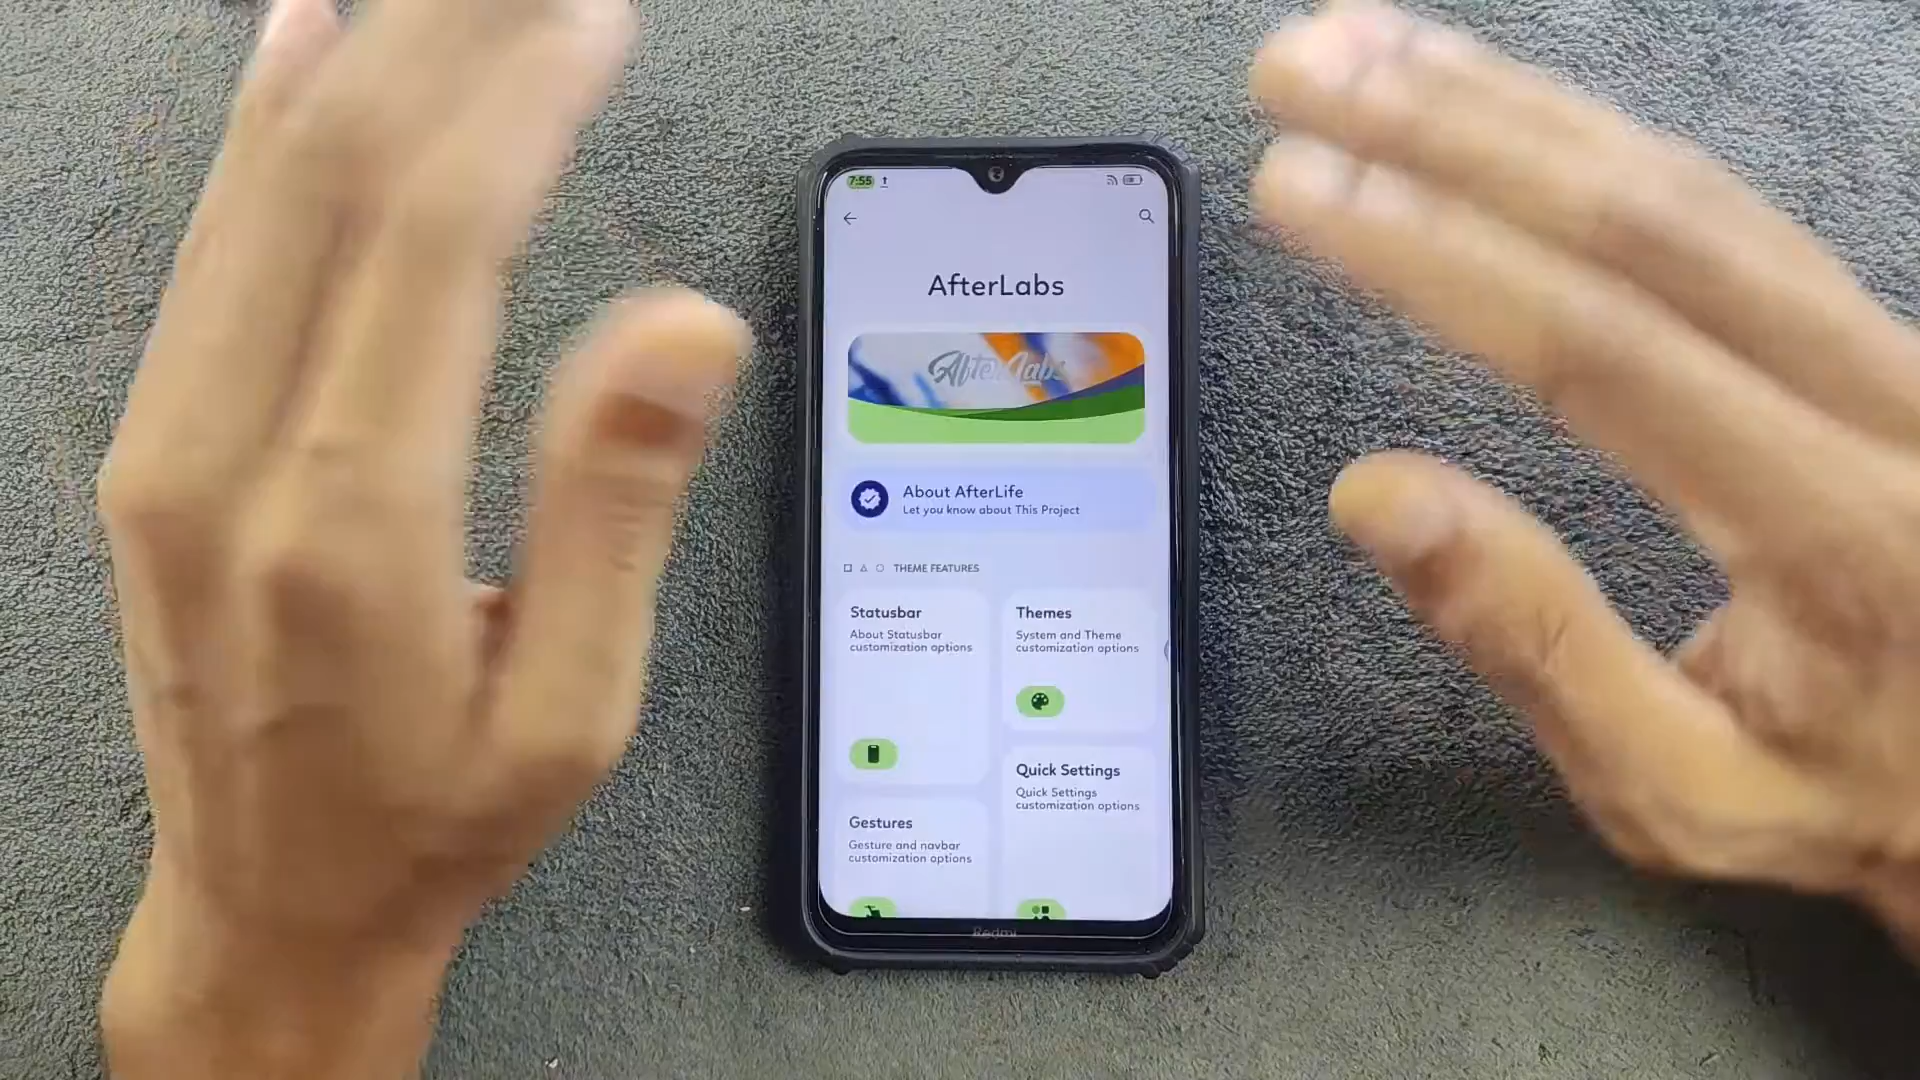 7:55
AfterLabs
AfterLabs
About AfterLife
Let you know about This Project
THEME FEATURES
Statusbar
About Statusbar
customization options
Themes
System and Theme
customization options
Quick Settings
Quick Settings
customization options
Gestures
Gesture and navbar
customization options
Redmi